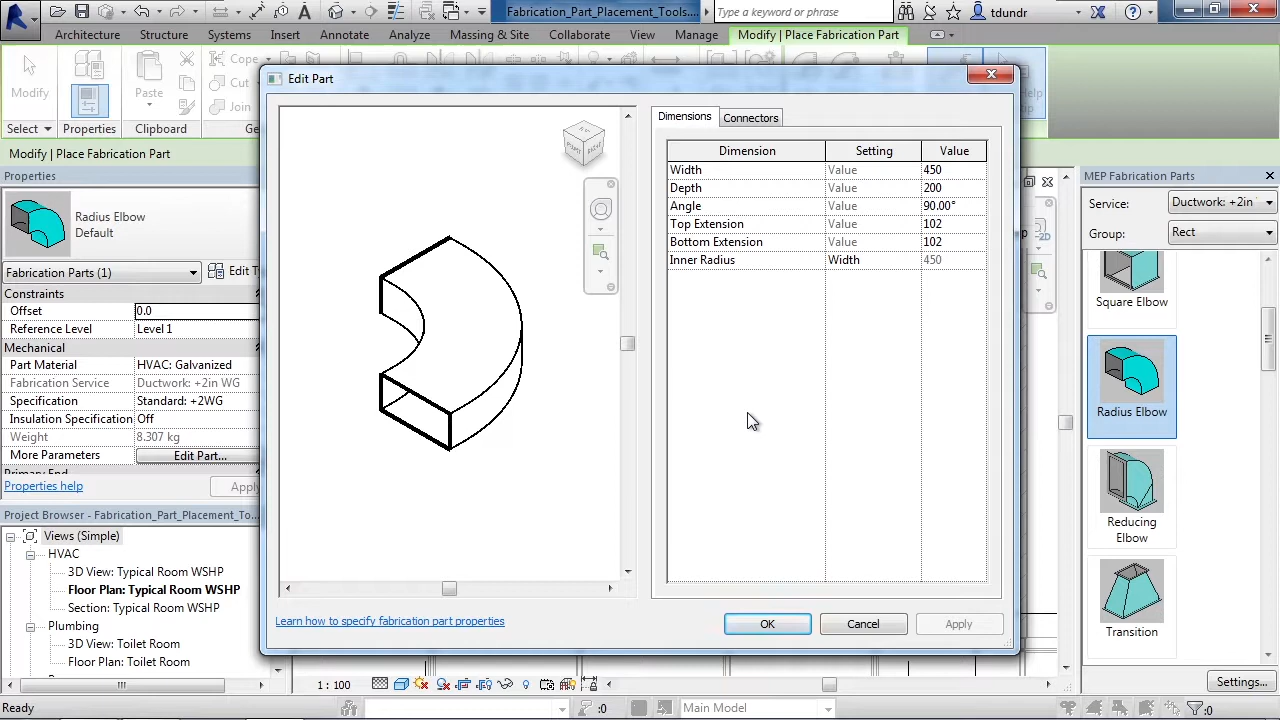 Fabrication_Part_Placement_Tools....
Type a keyword or phrase
tdundr
Architecture Structure Systems Insert Annotate Analyze Massing & Site Collaborate View Manage Modify | Place Fabrication Part
Modify
Paste
Cope
Cut
Join
Select Properties Clipboard
Modify | Place Fabrication Part
Properties
Radius Elbow
Default
Fabrication Parts (1)
Constraints
Offset 0.0
Reference Level Level 1
Mechanical
Part Material HVAC: Galvanized
Fabrication Service Ductwork: +2in WG
Specification Standard: +2WG
Insulation Specification Off
Weight 8.307 kg
More Parameters Edit Part...
Properties help
Project Browser - Fabrication_Part_Placement_To...
Views (Simple)
HVAC
3D View: Typical Room WSHP
Floor Plan: Typical Room WSHP
Section: Typical Room WSHP
Plumbing
3D View: Toilet Room
Floor Plan: Toilet Room
Edit Part
Dimensions Connectors
Dimension Setting Value
Width Value 450
Depth Value 200
Angle Value 90.00°
Top Extension Value 102
Bottom Extension Value 102
Inner Radius Width 450
Learn how to specify fabrication part properties
OK Cancel Apply
MEP Fabrication Parts
Service: Ductwork: +2in
Group: Rect
Square Elbow
Radius Elbow
Reducing
Elbow
Transition
Settings...
1 : 100
Ready
:0
Main Model
:0